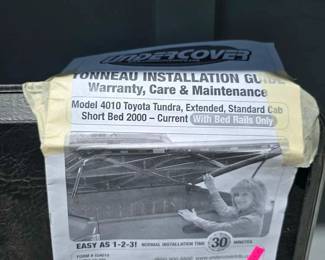 UNDERCOVER
TONNEAU INSTALLATION GUIDE
Warranty, Care & Maintenance
Model 4010 Toyota Tundra, Extended, Standard Cab
Short Bed 2000 – Current With Bed Rails Only
EASY AS 1-2-3! NORMAL INSTALLATION TIME 30 MINUTES